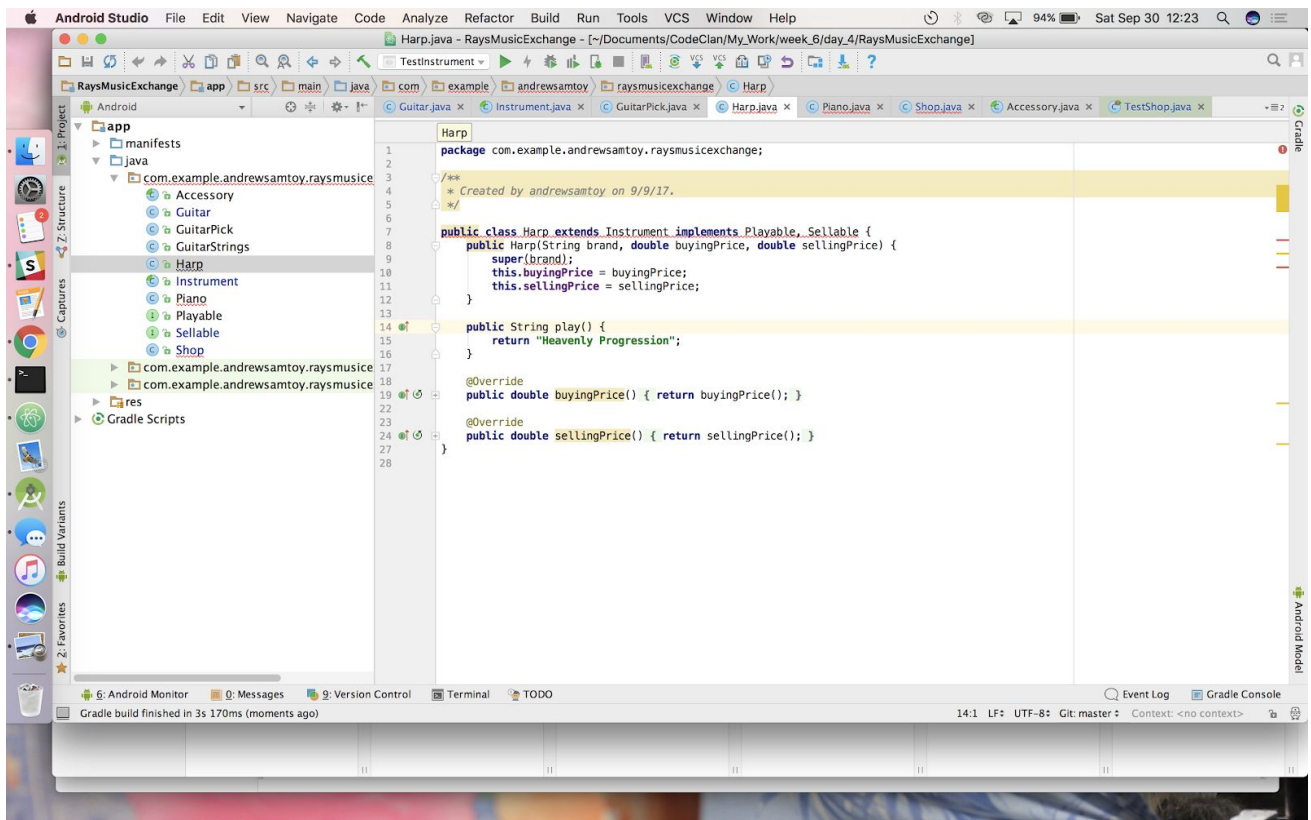 Android Studio File Edit View Navigate Code Analyze Refactor Build Run Tools VCS Window Help 94% Sat Sep 30 12:23
Harp.java - RaysMusicExchange - [~/Documents/CodeClan/My_Work/week_6/day_4/RaysMusicExchange]
TestInstrument
RaysMusicExchange app src main java com example andrewsamtoy raysmusicexchange Harp
Android
Guitar.java Instrument.java GuitarPick.java Harp.java Piano.java Shop.java Accessory.java TestShop.java
2
1: Project
Z: Structure
Captures
Build Variants
2: Favorites
app
manifests
java
com.example.andrewsamtoy.raysmusice
Accessory
Guitar
GuitarPick
GuitarStrings
Harp
Instrument
Piano
Playable
Sellable
Shop
com.example.andrewsamtoy.raysmusice
com.example.andrewsamtoy.raysmusice
res
Gradle Scripts
Harp
1 package com.example.andrewsamtoy.raysmusicexchange;
2
3 /**
4 * Created by andrewsamtoy on 9/9/17.
5 */
6
7 public class Harp extends Instrument implements Playable, Sellable {
8 public Harp(String brand, double buyingPrice, double sellingPrice) {
9 super(brand);
10 this.buyingPrice = buyingPrice;
11 this.sellingPrice = sellingPrice;
12 }
13
14 public String play() {
15 return "Heavenly Progression";
16 }
17
18 @Override
19 public double buyingPrice() { return buyingPrice(); }
22
23 @Override
24 public double sellingPrice() { return sellingPrice(); }
27 }
28
Gradle
Android Model
6: Android Monitor 0: Messages 9: Version Control Terminal TODO Event Log Gradle Console
Gradle build finished in 3s 170ms (moments ago) 14:1 LF UTF-8 Git: master Context: <no context>